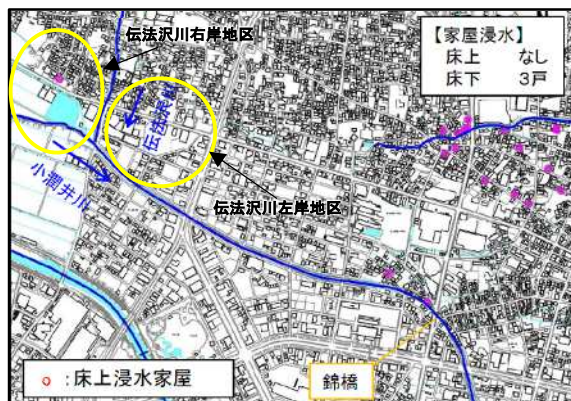 伝法沢川右岸地区
【家屋浸水】
床上 なし
床下 3戸
伝法沢川
小潤井川
伝法沢川左岸地区
○ :床上浸水家屋
錦橋